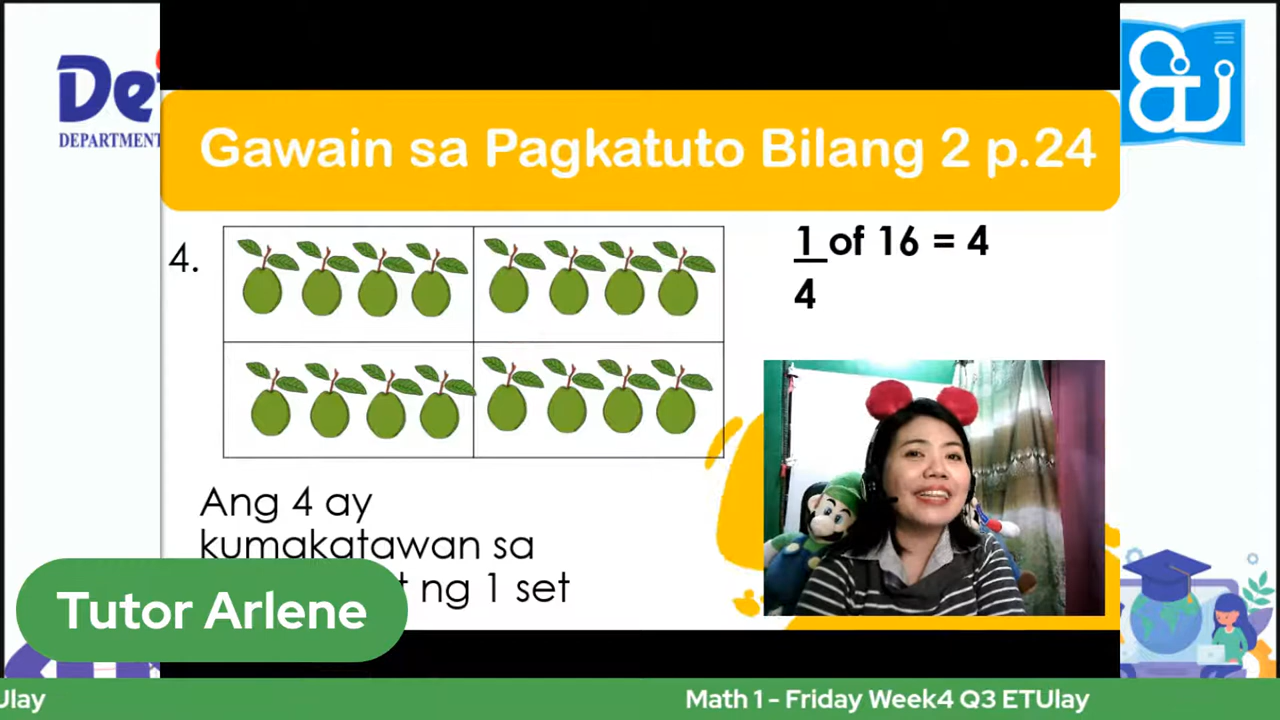 De
DEPARTMENT
Gawain sa Pagkatuto Bilang 2 p.24
4.
1 of 16 = 4
4
Ang 4 ay
kumakatawan sa
ng 1 set
Tutor Arlene
Ulay
Math 1 - Friday Week4 Q3 ETUlay